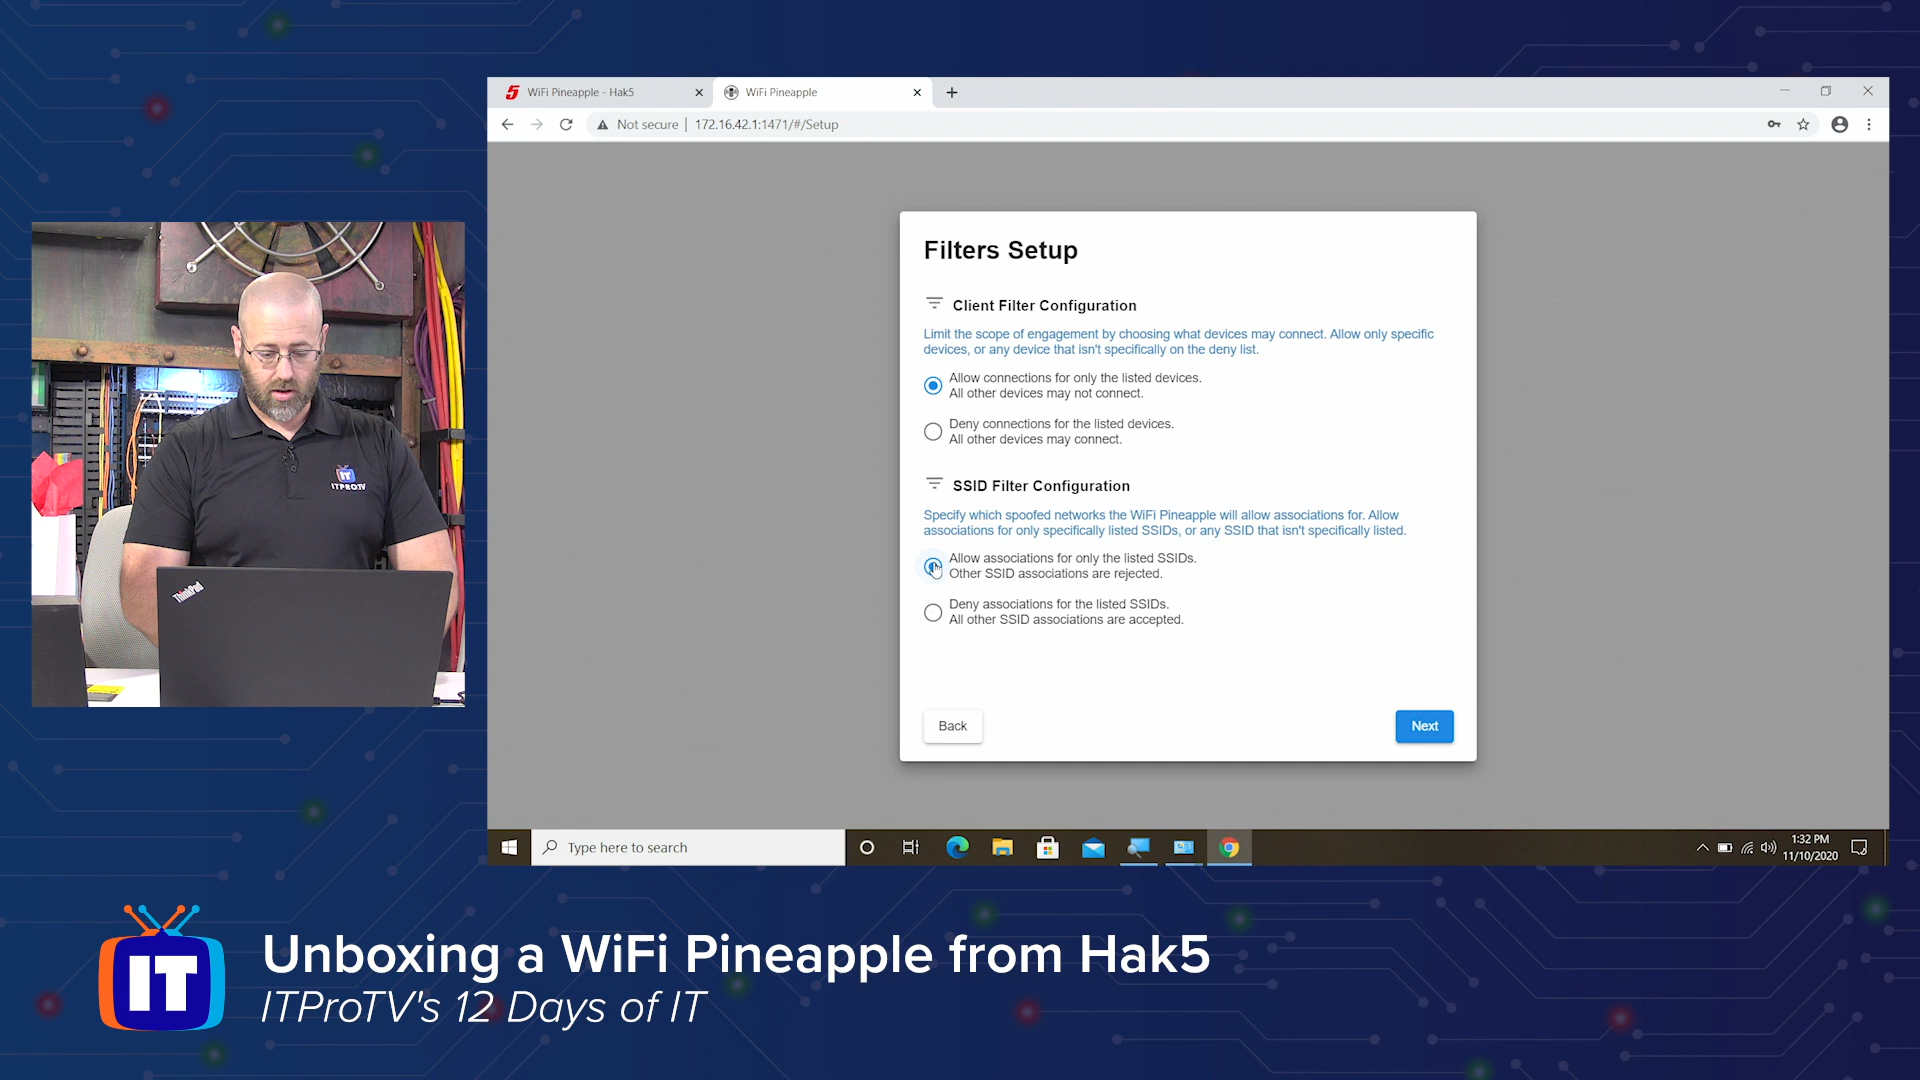 WiFi Pineapple - Hak5
WiFi Pineapple
Not secure | 172.16.42.1:1471/#/Setup
Filters Setup
Client Filter Configuration
Limit the scope of engagement by choosing what devices may connect. Allow only specific
devices, or any device that isn't specifically on the deny list.
Allow connections for only the listed devices.
All other devices may not connect.
Deny connections for the listed devices.
All other devices may connect.
SSID Filter Configuration
Specify which spoofed networks the WiFi Pineapple will allow associations for. Allow
associations for only specifically listed SSIDs, or any SSID that isn't specifically listed.
Allow associations for only the listed SSIDs.
Other SSID associations are rejected.
Deny associations for the listed SSIDs.
All other SSID associations are accepted.
Back
Next
IT
ITPROTV
ThinkPad
Type here to search
1:32 PM
11/10/2020
IT
Unboxing a WiFi Pineapple from Hak5
ITProTV's 12 Days of IT